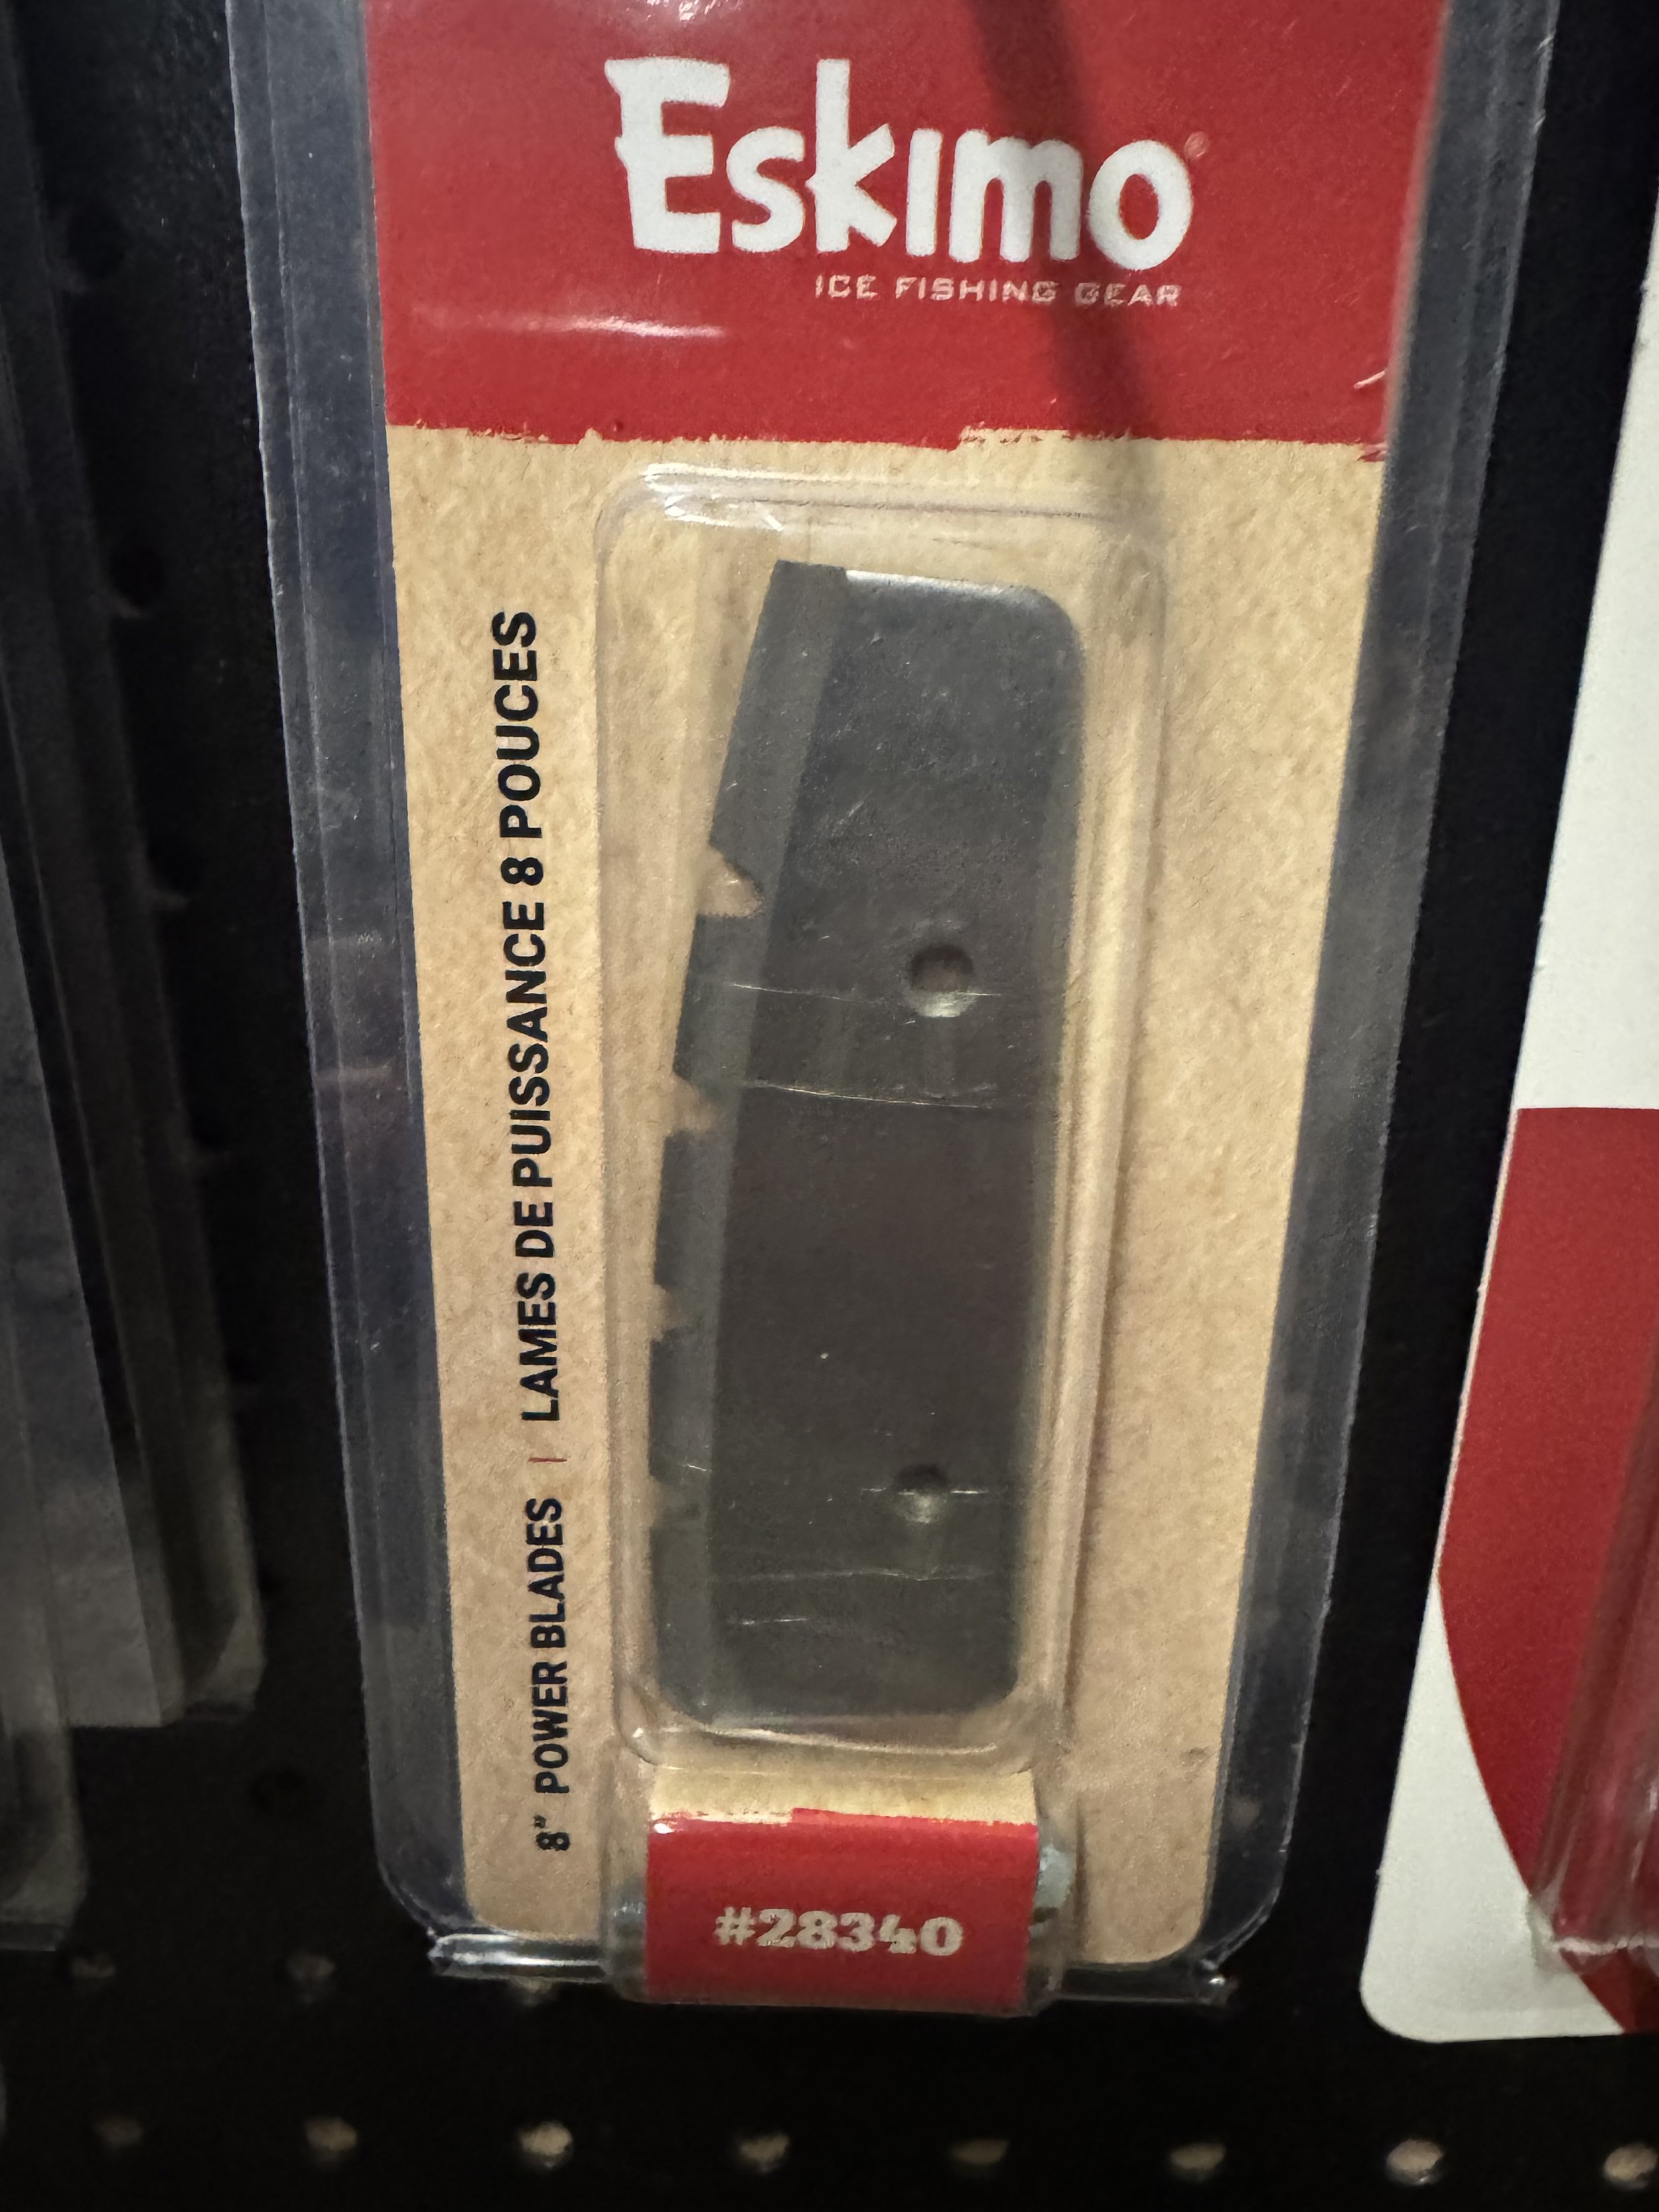 Eskimo®
ICE FISHING GEAR
8" POWER BLADES | LAMES DE PUISSANCE 8 POUCES
#28340